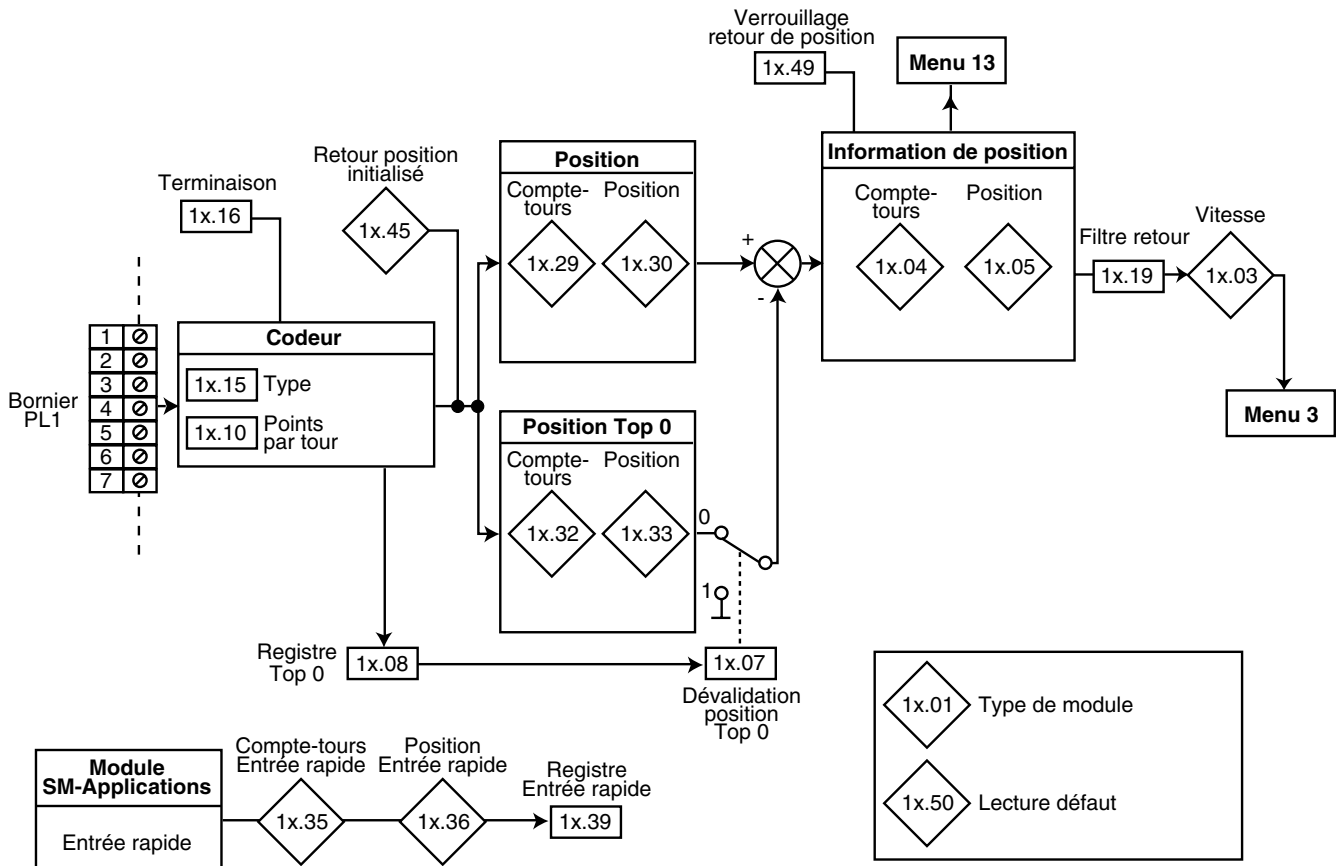 Verrouillage
retour de position
1x.49
Menu 13
Retour position
initialisé
1x.45
Terminaison
1x.16
Position
Compte-
tours
Position
1x.29
1x.30
+
-
Information de position
Compte-
tours
Position
1x.04
1x.05
Filtre retour
1x.19
Vitesse
1x.03
Menu 3
Bornier
PL1
1
2
3
4
5
6
7
Codeur
1x.15
Type
1x.10
Points
par tour
Position Top 0
Compte-
tours
Position
1x.32
1x.33
0
1
Registre
Top 0
1x.08
1x.07
Dévalidation
position
Top 0
1x.01
Type de module
1x.50
Lecture défaut
Module
SM-Applications
Entrée rapide
Compte-tours
Entrée rapide
1x.35
Position
Entrée rapide
1x.36
Registre
Entrée rapide
1x.39